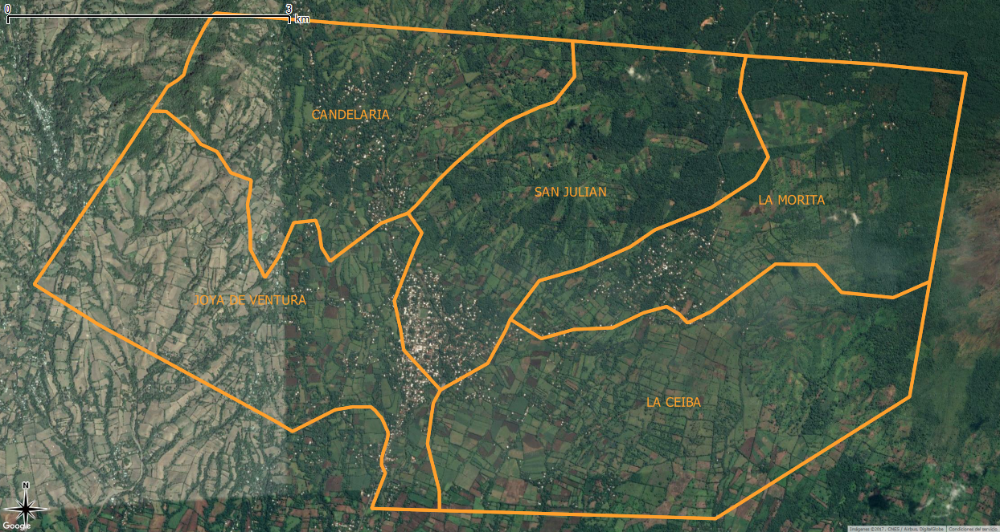 0 3
km
CANDELARIA
SAN JULIAN
LA MORITA
JOYA DE VENTURA
LA CEIBA
N
Google
Imágenes ©2017 , CNES / Airbus, DigitalGlobe Condiciones del servicio